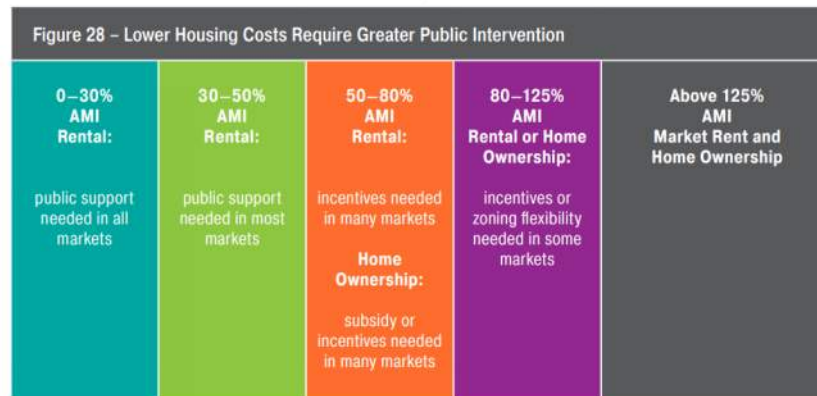 Figure 28 – Lower Housing Costs Require Greater Public Intervention
0–30%
AMI
Rental:
public support
needed in all
markets
30–50%
AMI
Rental:
public support
needed in most
markets
50–80%
AMI
Rental:
incentives needed
in many markets
Home
Ownership:
subsidy or
incentives needed
in many markets
80–125%
AMI
Rental or Home
Ownership:
incentives or
zoning flexibility
needed in some
markets
Above 125%
AMI
Market Rent and
Home Ownership